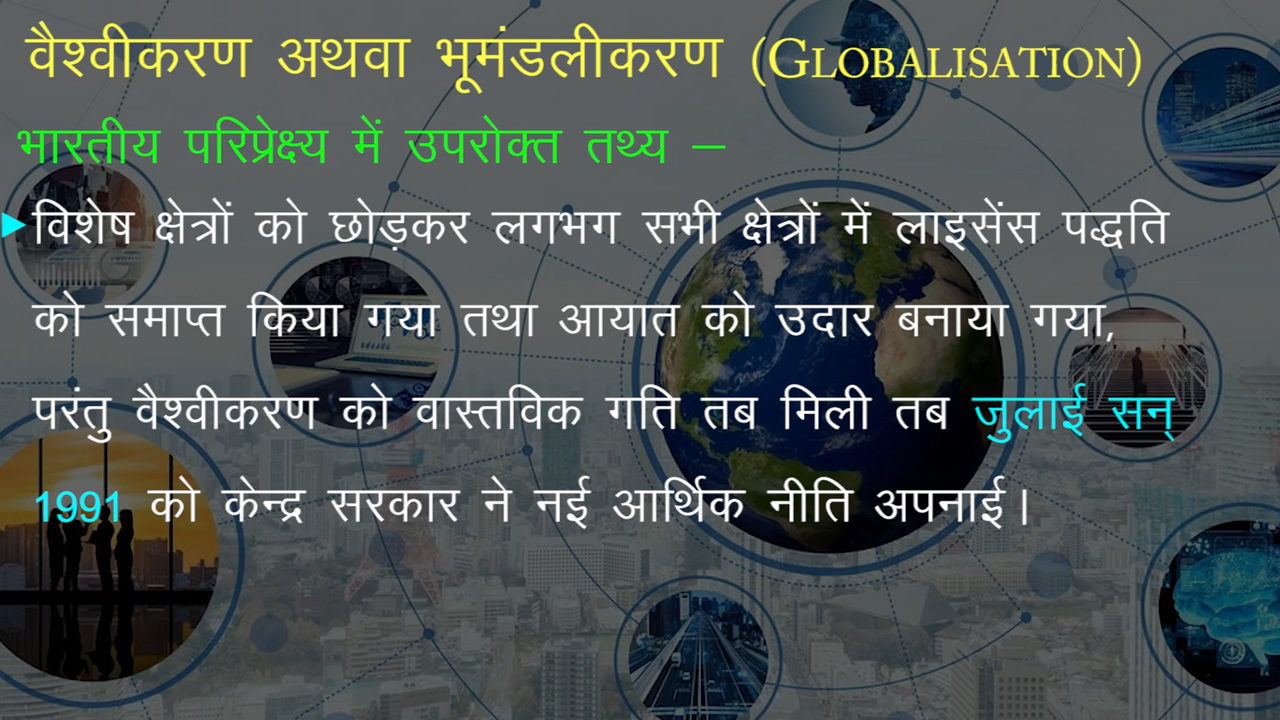 वैश्वीकरण अथवा भूमंडलीकरण (GLOBALISATION)
भारतीय परिप्रेक्ष्य में उपरोक्त तथ्य –
विशेष क्षेत्रों को छोड़कर लगभग सभी क्षेत्रों में लाइसेंस पद्धति
को समाप्त किया गया तथा आयात को उदार बनाया गया,
परंतु वैश्वीकरण को वास्तविक गति तब मिली तब जुलाई सन्
1991 को केन्द्र सरकार ने नई आर्थिक नीति अपनाई।